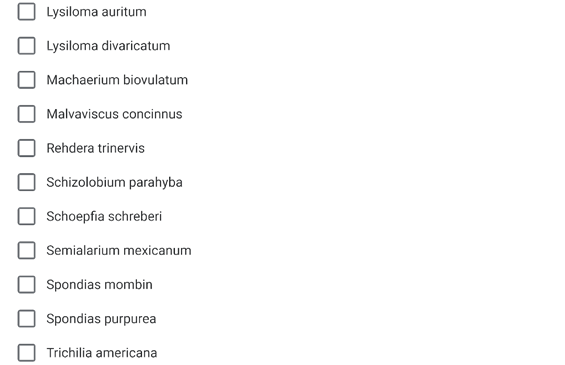 Lysiloma auritum
Lysiloma divaricatum
Machaerium biovulatum
Malvaviscus concinnus
Rehdera trinervis
Schizolobium parahyba
Schoepfia schreberi
Semialarium mexicanum
Spondias mombin
Spondias purpurea
Trichilia americana